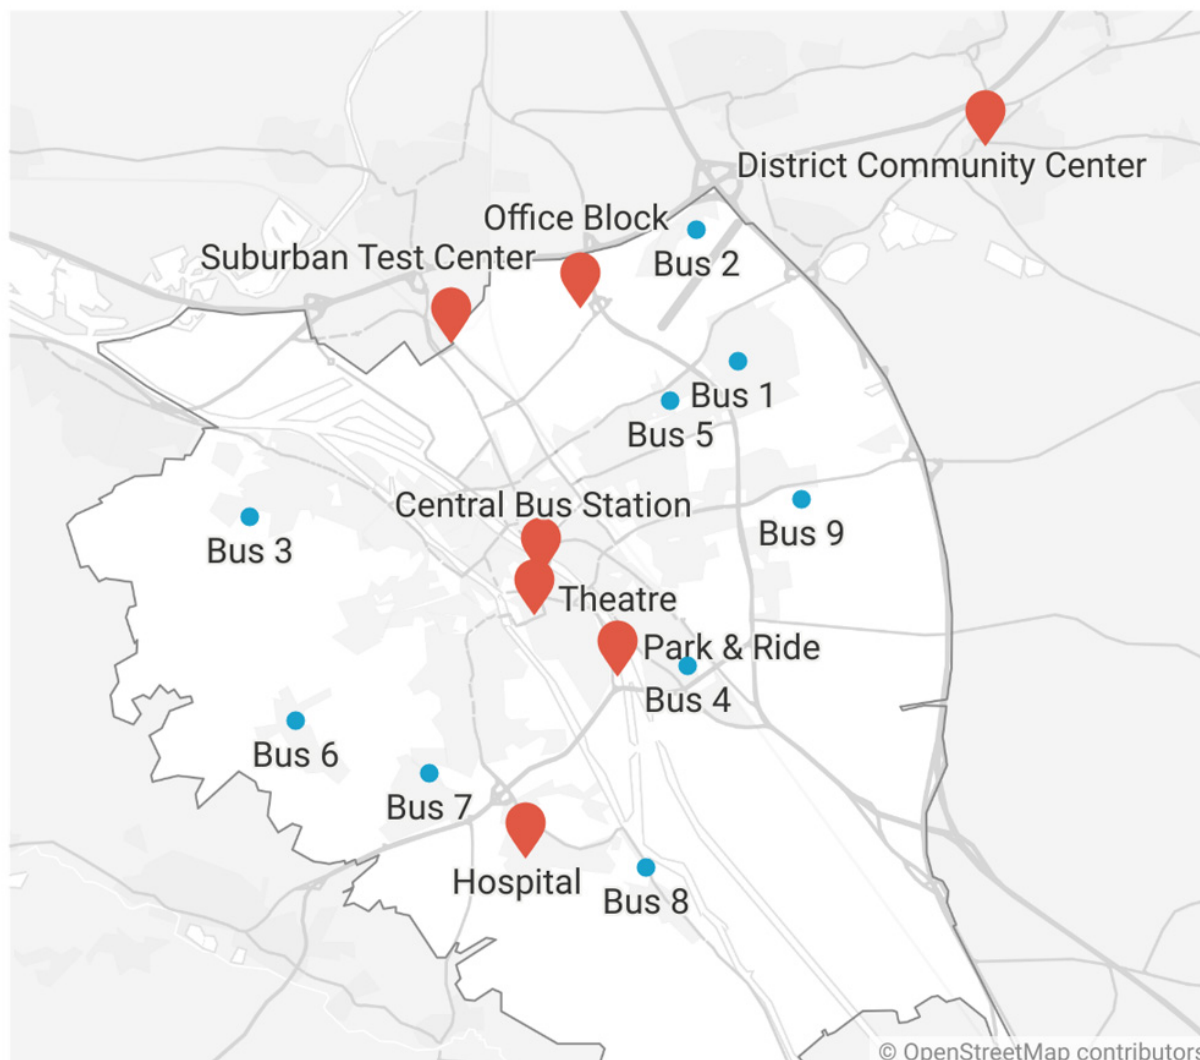 District Community Center
Office Block
Suburban Test Center
Bus 2
Bus 1
Bus 5
Central Bus Station
Bus 3
Bus 9
Theatre
Park & Ride
Bus 4
Bus 6
Bus 7
Hospital
Bus 8
© OpenStreetMap contributors